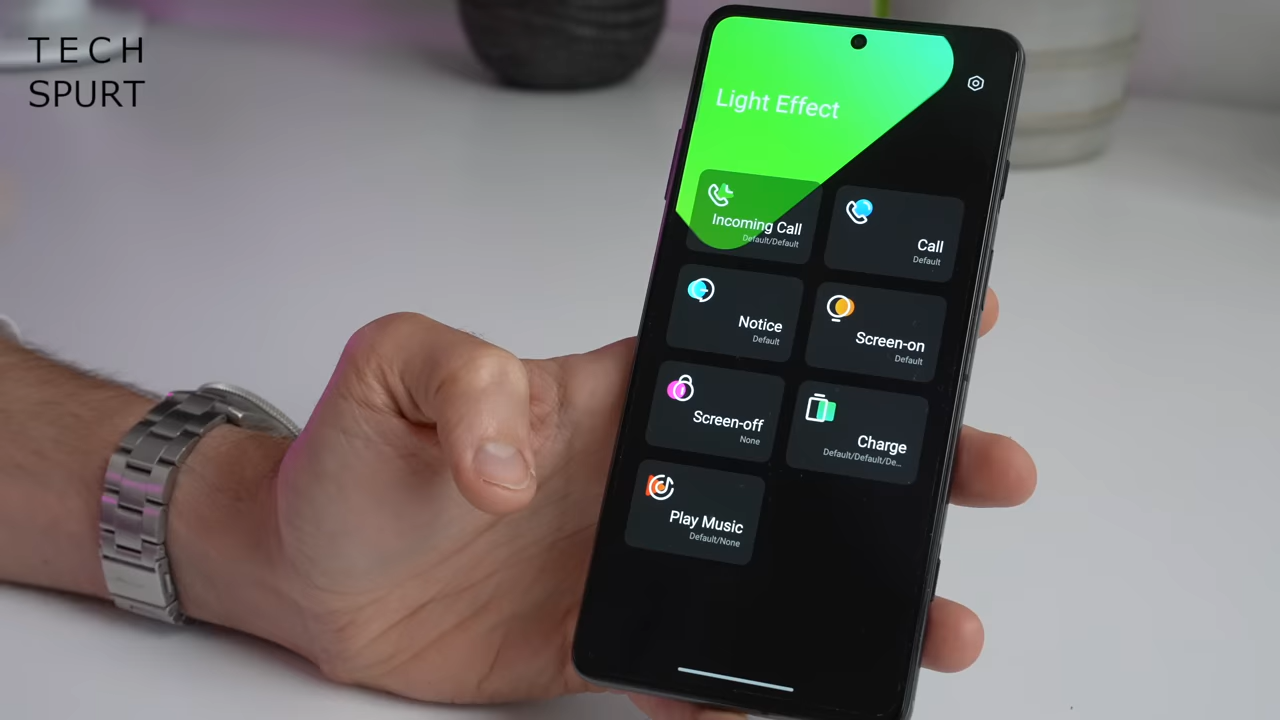 TECH
SPURT
Light Effect
Incoming Call
Default/Default
Call
Default
Notice
Default
Screen-on
Default
Screen-off
None
Charge
Default/Default/De...
Play Music
Default/None